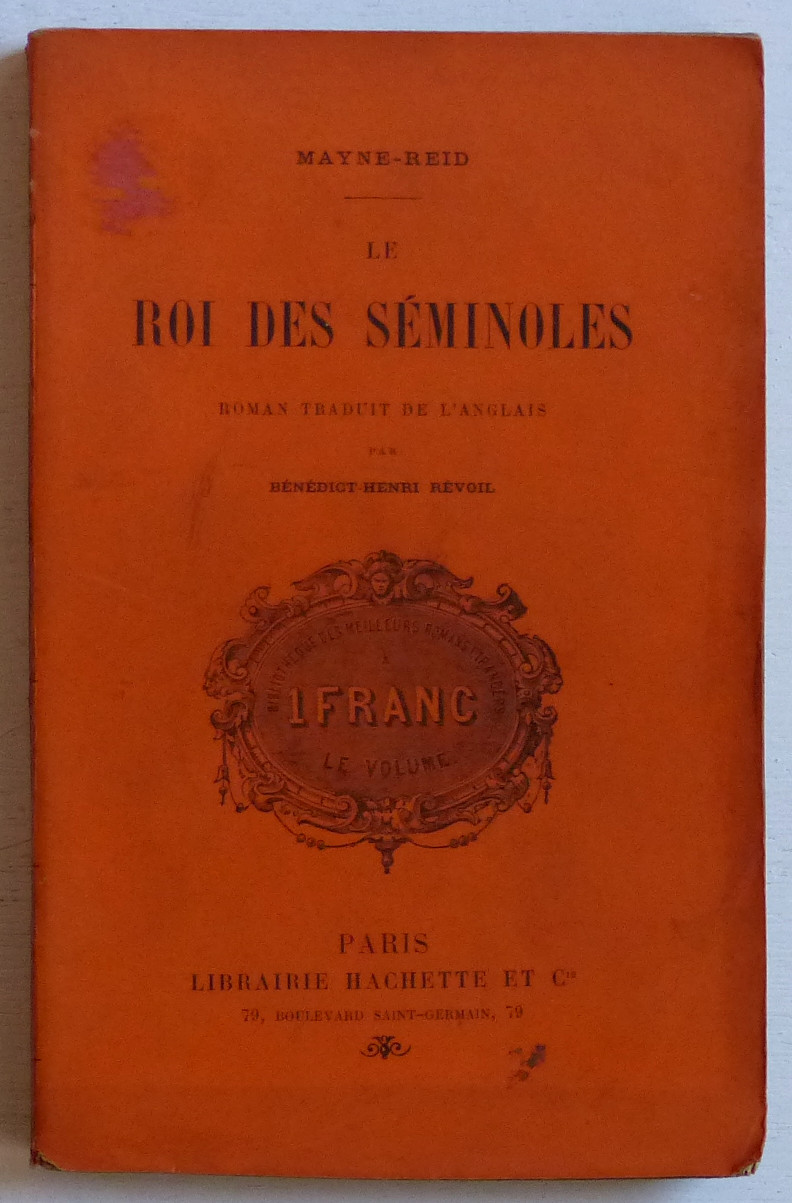 MAYNE-REID
LE
ROI DES SÉMINOLES
ROMAN TRADUIT DE L'ANGLAIS
PAR
BÉNÉDICT-HENRI RÉVOIL
BIBLIOTHÈQUE DES MEILLEURS ROMANS ÉTRANGERS
A
1 FRANC
LE VOLUME.
PARIS
LIBRAIRIE HACHETTE ET Cie
79, BOULEVARD SAINT-GERMAIN, 79